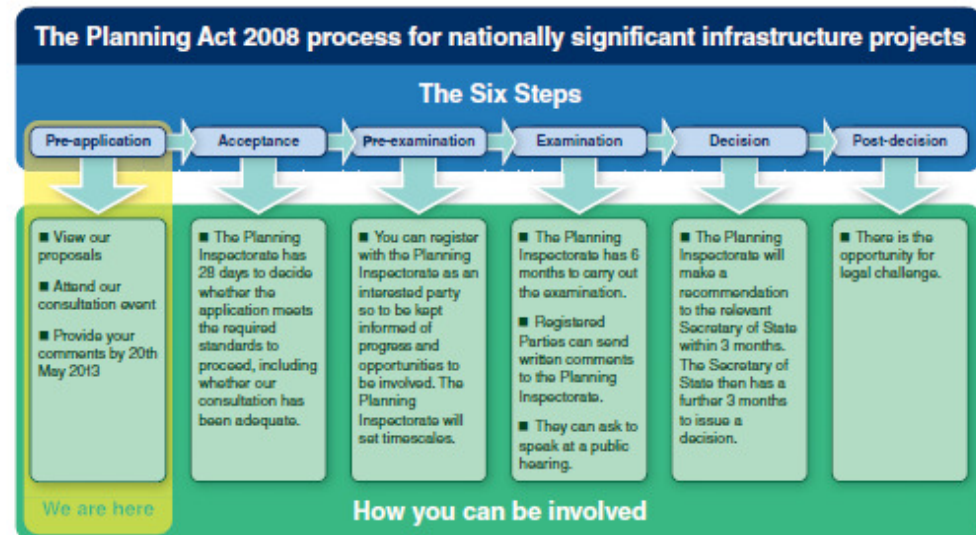 The Planning Act 2008 process for nationally significant infrastructure projects
The Six Steps
Pre-application
Acceptance
Pre-examination
Examination
Decision
Post-decision
■ View our
proposals
■ Attend our
consultation event
■ Provide your
comments by 20th
May 2013
■ The Planning
Inspectorate has
28 days to decide
whether the
application meets
the required
standards to
proceed, including
whether our
consultation has
been adequate.
■ You can register
with the Planning
Inspectorate as an
interested party
so to be kept
informed of
progress and
opportunities to
be involved. The
Planning
Inspectorate will
set timescales.
■ The Planning
Inspectorate has 6
months to carry out
the examination.
■ Registered
Parties can send
written comments
to the Planning
Inspectorate.
■ They can ask to
speak at a public
hearing.
■ The Planning
Inspectorate will
make a
recommendation
to the relevant
Secretary of State
within 3 months.
The Secretary of
State then has a
further 3 months
to issue a
decision.
■ There is the
opportunity for
legal challenge.
We are here
How you can be involved